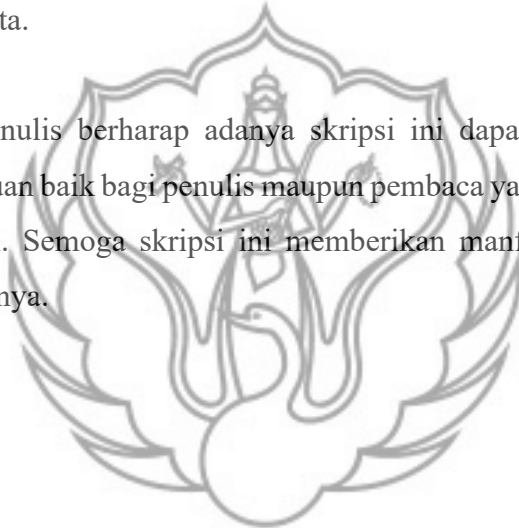 ta.
nulis berharap adanya skripsi ini dapa
uan baik bagi penulis maupun pembaca ya
. Semoga skripsi ini memberikan manf
nya.